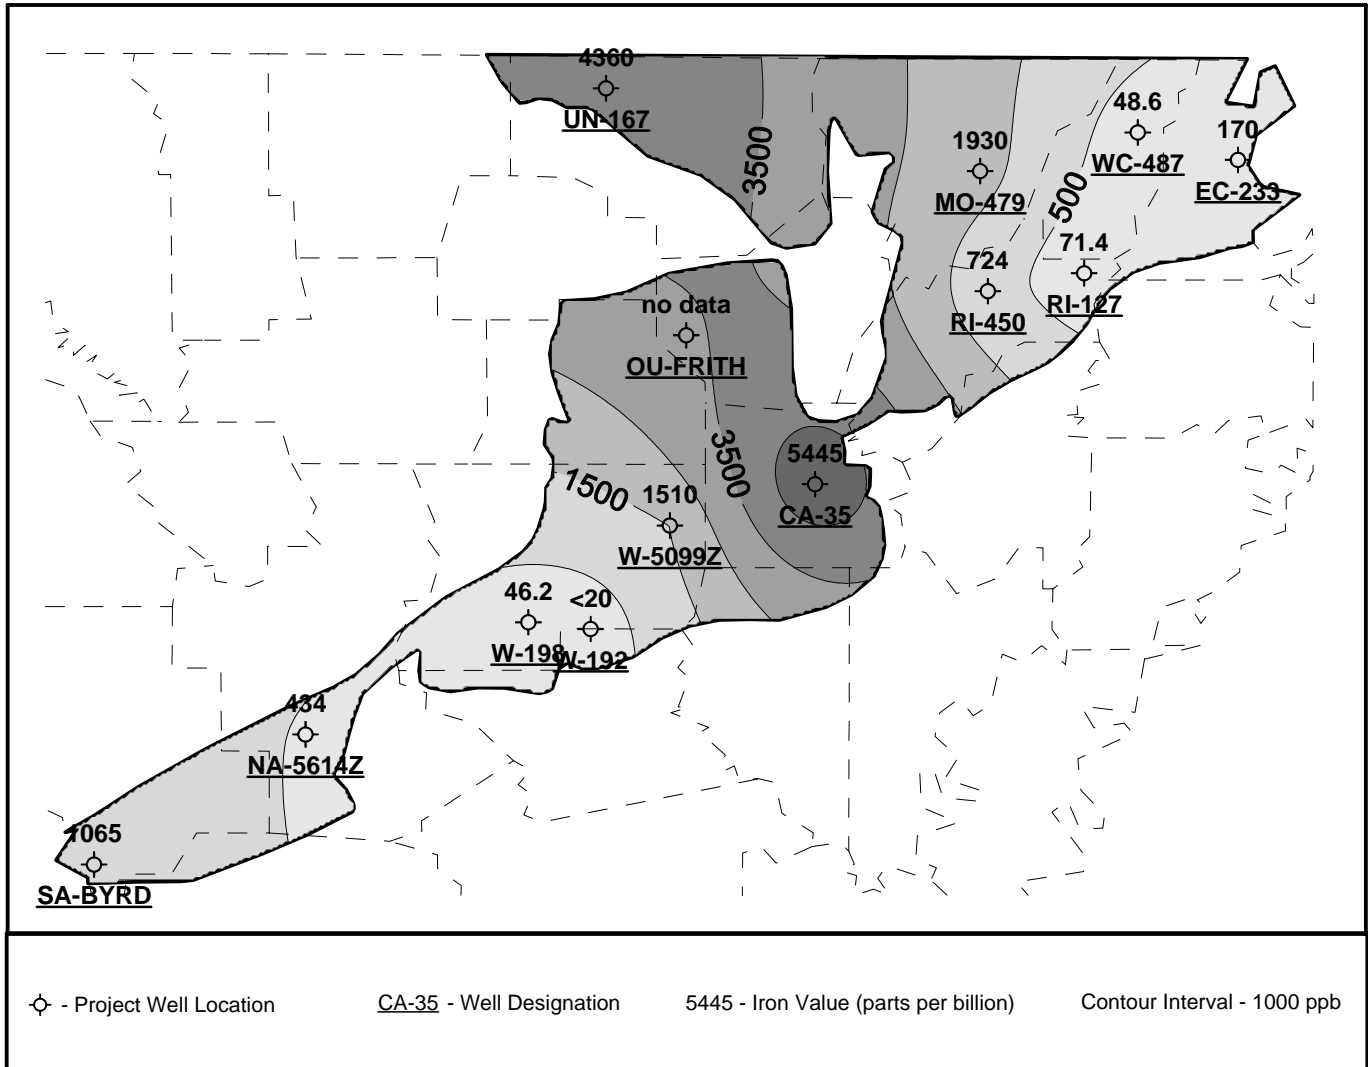 4360
UN-167
3500
48.6
WC-487
170
EC-233
1930
MO-479
500
71.4
RI-127
724
RI-450
no data
OU-FRITH
3500
5445
CA-35
1500
1510
W-5099Z
46.2
W-198
<20
W-192
434
NA-5614Z
1065
SA-BYRD
- Project Well Location
CA-35 - Well Designation
5445 - Iron Value (parts per billion)
Contour Interval - 1000 ppb